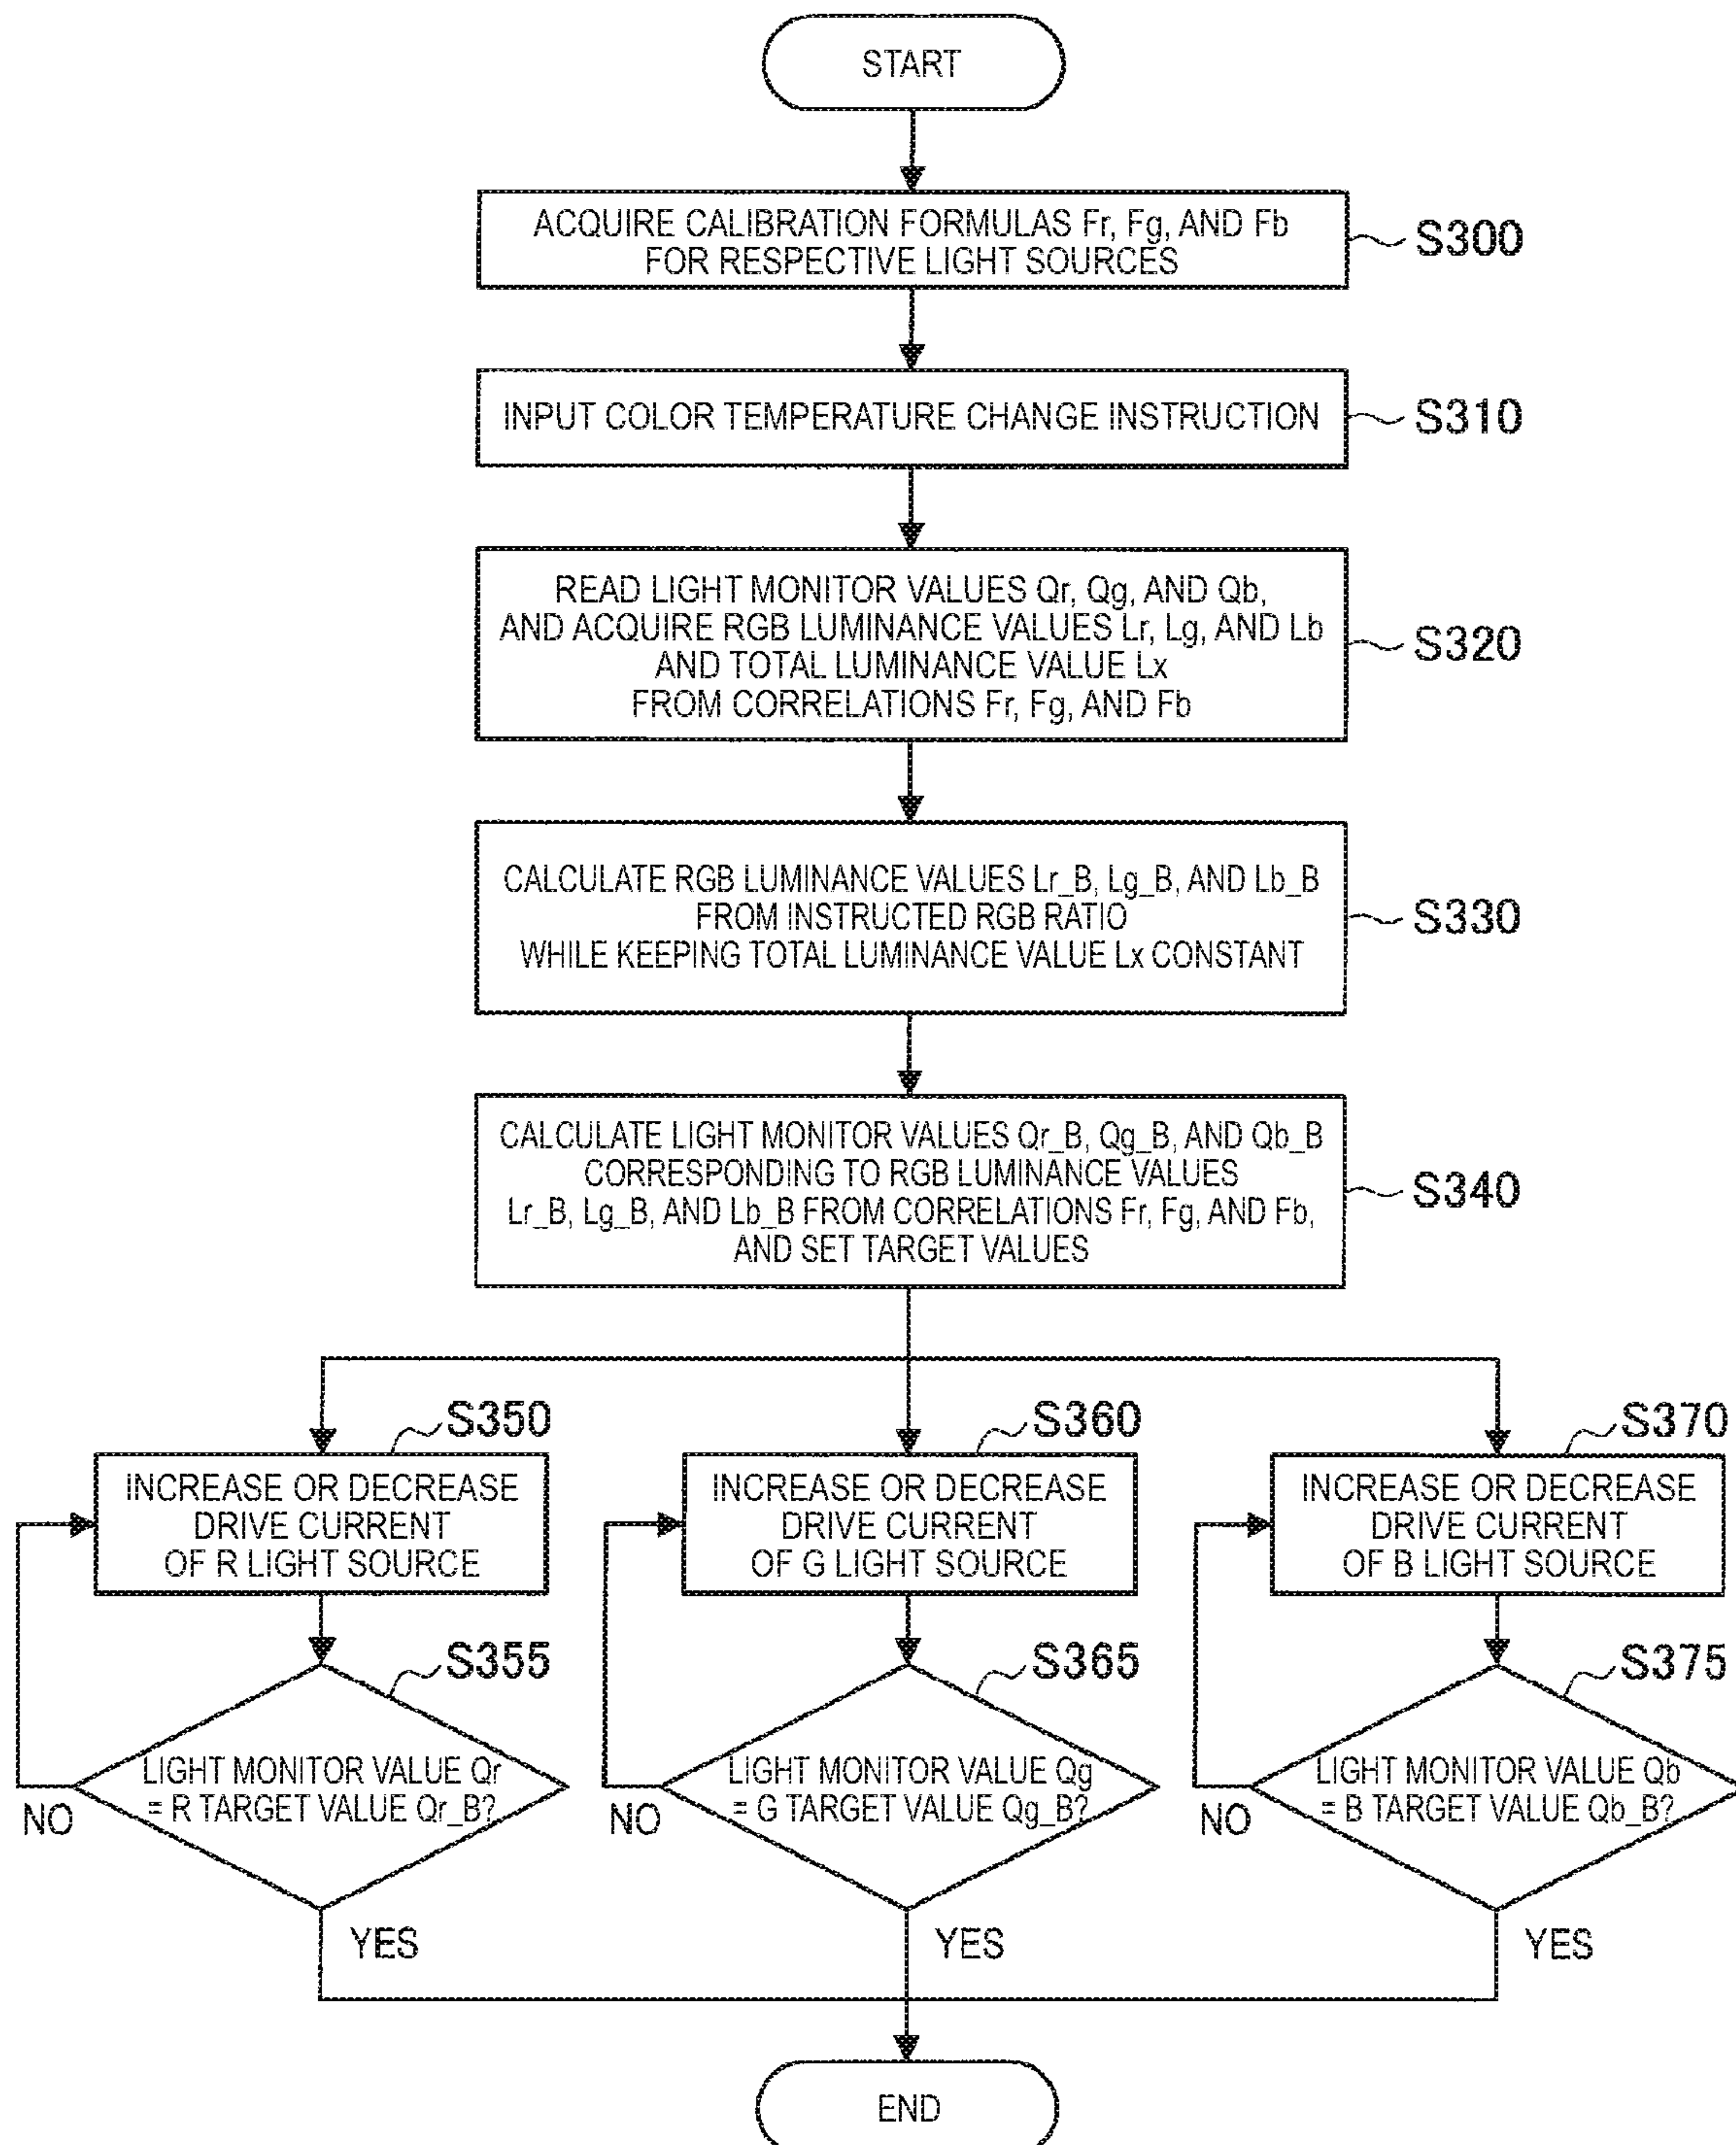 START
ACQUIRE CALIBRATION FORMULAS Fr, Fg, AND Fb
FOR RESPECTIVE LIGHT SOURCES
S300
INPUT COLOR TEMPERATURE CHANGE INSTRUCTION
S310
READ LIGHT MONITOR VALUES Qr, Qg, AND Qb,
AND ACQUIRE RGB LUMINANCE VALUES Lr, Lg, AND Lb
AND TOTAL LUMINANCE VALUE Lx
FROM CORRELATIONS Fr, Fg, AND Fb
S320
CALCULATE RGB LUMINANCE VALUES Lr_B, Lg_B, AND Lb_B
FROM INSTRUCTED RGB RATIO
WHILE KEEPING TOTAL LUMINANCE VALUE Lx CONSTANT
S330
CALCULATE LIGHT MONITOR VALUES Qr_B, Qg_B, AND Qb_B
CORRESPONDING TO RGB LUMINANCE VALUES
Lr_B, Lg_B, AND Lb_B FROM CORRELATIONS Fr, Fg, AND Fb,
AND SET TARGET VALUES
S340
S350
INCREASE OR DECREASE
DRIVE CURRENT
OF R LIGHT SOURCE
S360
INCREASE OR DECREASE
DRIVE CURRENT
OF G LIGHT SOURCE
S370
INCREASE OR DECREASE
DRIVE CURRENT
OF B LIGHT SOURCE
S355
LIGHT MONITOR VALUE Qr
= R TARGET VALUE Qr_B?
NO
YES
S365
LIGHT MONITOR VALUE Qg
= G TARGET VALUE Qg_B?
NO
YES
S375
LIGHT MONITOR VALUE Qb
= B TARGET VALUE Qb_B?
NO
YES
END